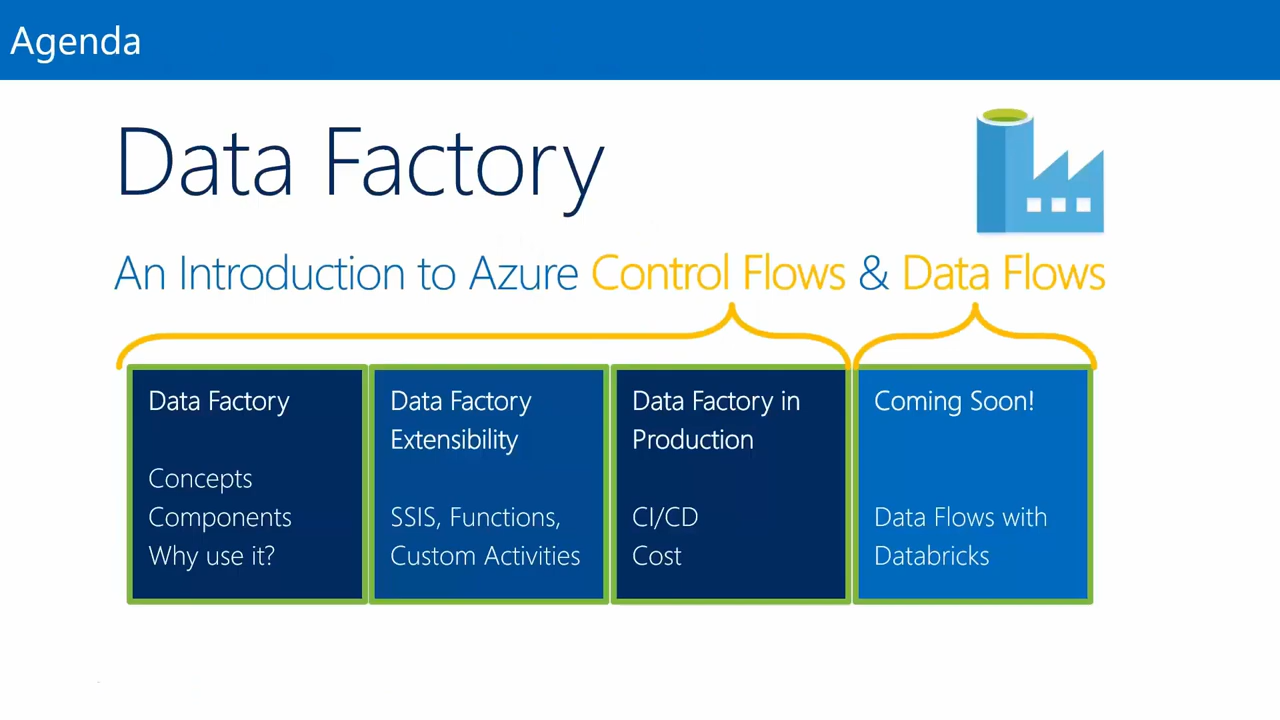 Agenda
Data Factory
An Introduction to Azure Control Flows & Data Flows
Data Factory
Concepts
Components
Why use it?
Data Factory
Extensibility
SSIS, Functions,
Custom Activities
Data Factory in
Production
CI/CD
Cost
Coming Soon!
Data Flows with
Databricks